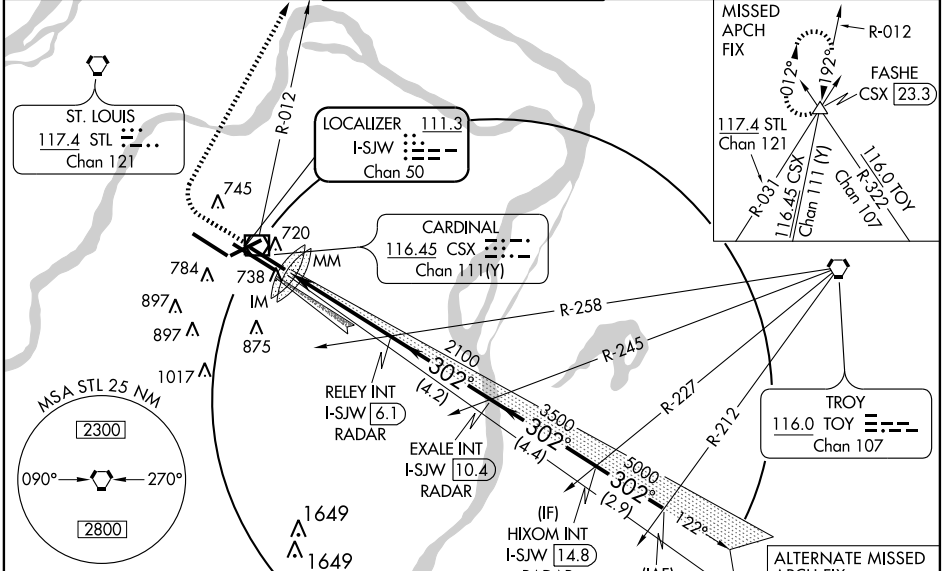 MISSED
APCH
FIX
R-012
012°
192°
FASHE
CSX 23.3
117.4 STL
Chan 121
R-031
116.45 CSX
Chan 111 (Y)
116.0 TOY
R-322
Chan 107
ST. LOUIS
117.4 STL
Chan 121
R-012
LOCALIZER 111.3
I-SJW
Chan 50
745
720
CARDINAL
116.45 CSX
Chan 111(Y)
MM
784
738
IM
897
897
875
1017
R-258
R-245
R-227
R-212
2100
302°
(4.2)
3500
302°
(4.4)
5000
302°
(2.9)
122°
RELEY INT
I-SJW 6.1
RADAR
EXALE INT
I-SJW 10.4
RADAR
TROY
116.0 TOY
Chan 107
MSA STL 25 NM
2300
090°
270°
2800
1649
1649
(IF)
HIXOM INT
I-SJW 14.8
RADAR
(IAF)
ALTERNATE MISSED
APCH FIX